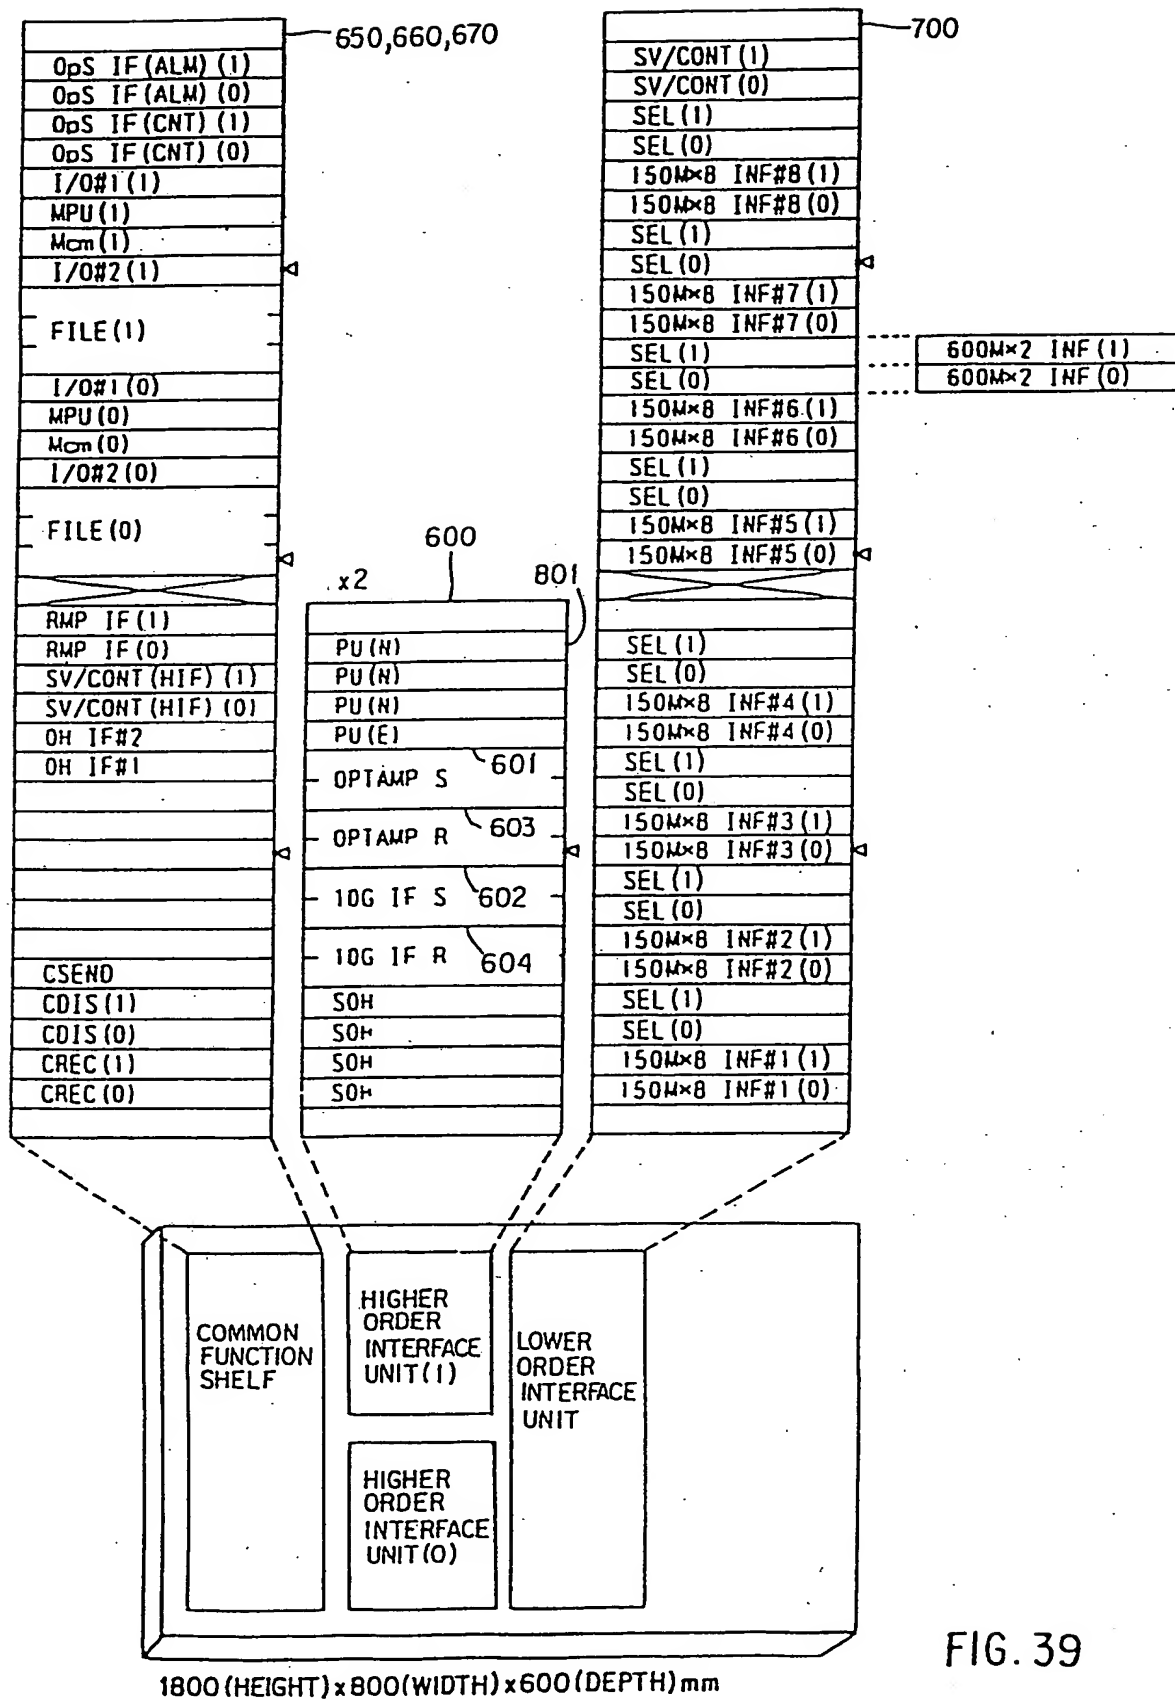 650,660,670
OpS IF(ALM)(1)
OpS IF(ALM)(0)
OpS IF(CNT)(1)
OpS IF(CNT)(0)
I/O#1(1)
MPU(1)
Mcm(1)
I/O#2(1)
FILE(1)
I/O#1(0)
MPU(0)
Mcm(0)
I/O#2(0)
FILE(0)
RMP IF(1)
RMP IF(0)
SV/CONT(HIF)(1)
SV/CONT(HIF)(0)
OH IF#2
OH IF#1
CSEND
CDIS(1)
CDIS(0)
CREC(1)
CREC(0)
x2
600
801
PU(N)
PU(N)
PU(N)
PU(E)
601
OPTAMP S
603
OPTAMP R
602
10G IF S
604
10G IF R
SOH
SOH
SOH
SOH
700
SV/CONT(1)
SV/CONT(0)
SEL(1)
SEL(0)
150M×8 INF#8(1)
150M×8 INF#8(0)
SEL(1)
SEL(0)
150M×8 INF#7(1)
150M×8 INF#7(0)
SEL(1)
SEL(0)
600M×2 INF(1)
600M×2 INF(0)
150M×8 INF#6(1)
150M×8 INF#6(0)
SEL(1)
SEL(0)
150M×8 INF#5(1)
150M×8 INF#5(0)
SEL(1)
SEL(0)
150M×8 INF#4(1)
150M×8 INF#4(0)
SEL(1)
SEL(0)
150M×8 INF#3(1)
150M×8 INF#3(0)
SEL(1)
SEL(0)
150M×8 INF#2(1)
150M×8 INF#2(0)
SEL(1)
SEL(0)
150M×8 INF#1(1)
150M×8 INF#1(0)
COMMON
FUNCTION
SHELF
HIGHER
ORDER
INTERFACE
UNIT(1)
HIGHER
ORDER
INTERFACE
UNIT(0)
LOWER
ORDER
INTERFACE
UNIT
1800(HEIGHT)x800(WIDTH)x600(DEPTH)mm
FIG. 39